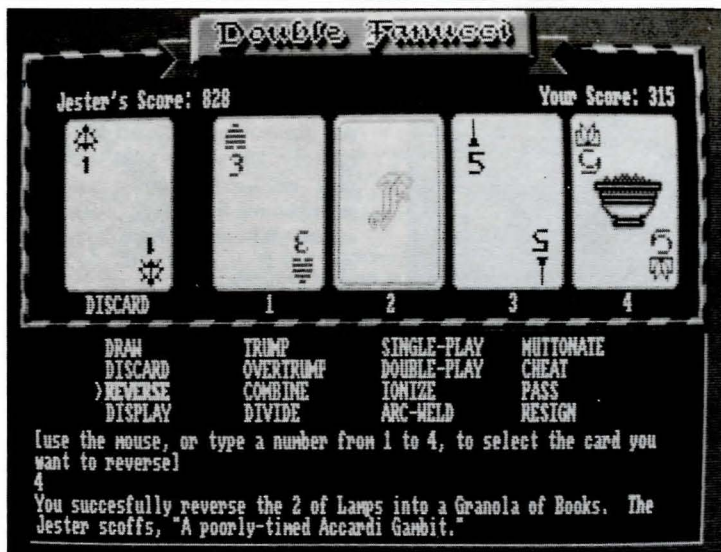 Double Fanucci
Jester's Score: 828 Your Score: 315
1 3 5 G
1 3 5 G
DISCARD 1 2 3 4
DRAW TRUMP SINGLE-PLAY MUTTONATE
DISCARD OVERTRUMP DOUBLE-PLAY CHEAT
>REVERSE COMBINE IONIZE PASS
DISPLAY DIVIDE ARC-WELD RESIGN
[use the mouse, or type a number from 1 to 4, to select the card you
want to reverse]
4
You succesfully reverse the 2 of Lamps into a Granola of Books. The
Jester scoffs, "A poorly-timed Accardi Gambit."